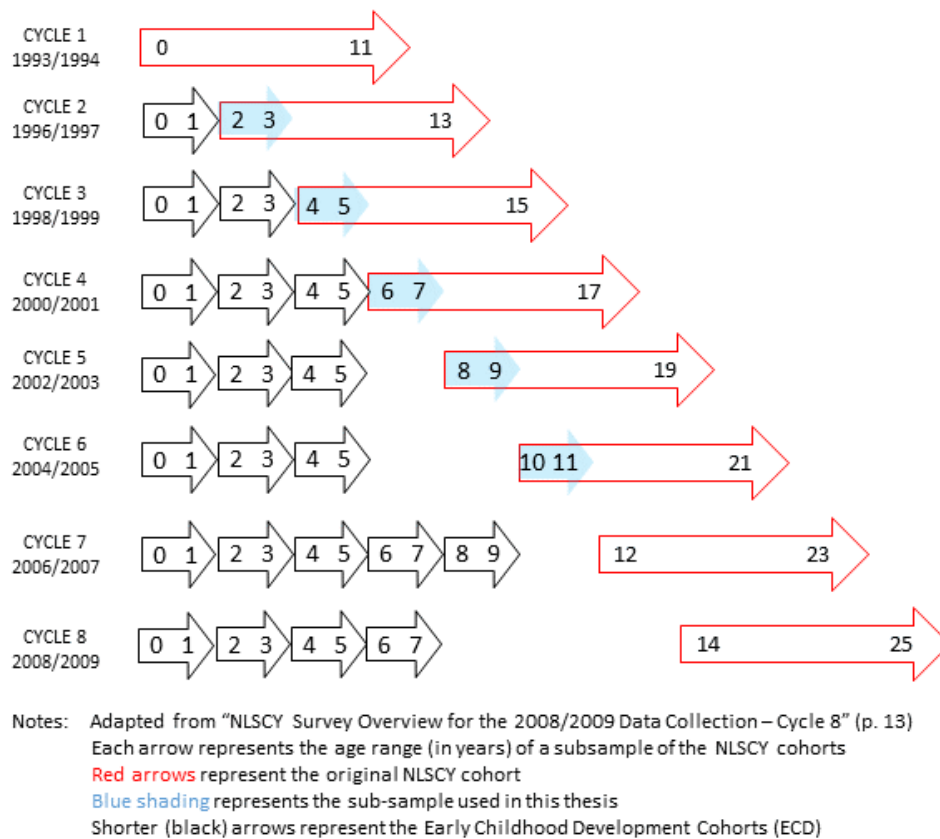 CYCLE 1
1993/1994
0 11
CYCLE 2
1996/1997
0 1 2 3 13
CYCLE 3
1998/1999
0 1 2 3 4 5 15
CYCLE 4
2000/2001
0 1 2 3 4 5 6 7 17
CYCLE 5
2002/2003
0 1 2 3 4 5 8 9 19
CYCLE 6
2004/2005
0 1 2 3 4 5 10 11 21
CYCLE 7
2006/2007
0 1 2 3 4 5 6 7 8 9 12 23
CYCLE 8
2008/2009
0 1 2 3 4 5 6 7 14 25
Notes: Adapted from “NLSCY Survey Overview for the 2008/2009 Data Collection – Cycle 8” (p. 13)
Each arrow represents the age range (in years) of a subsample of the NLSCY cohorts
Red arrows represent the original NLSCY cohort
Blue shading represents the sub-sample used in this thesis
Shorter (black) arrows represent the Early Childhood Development Cohorts (ECD)